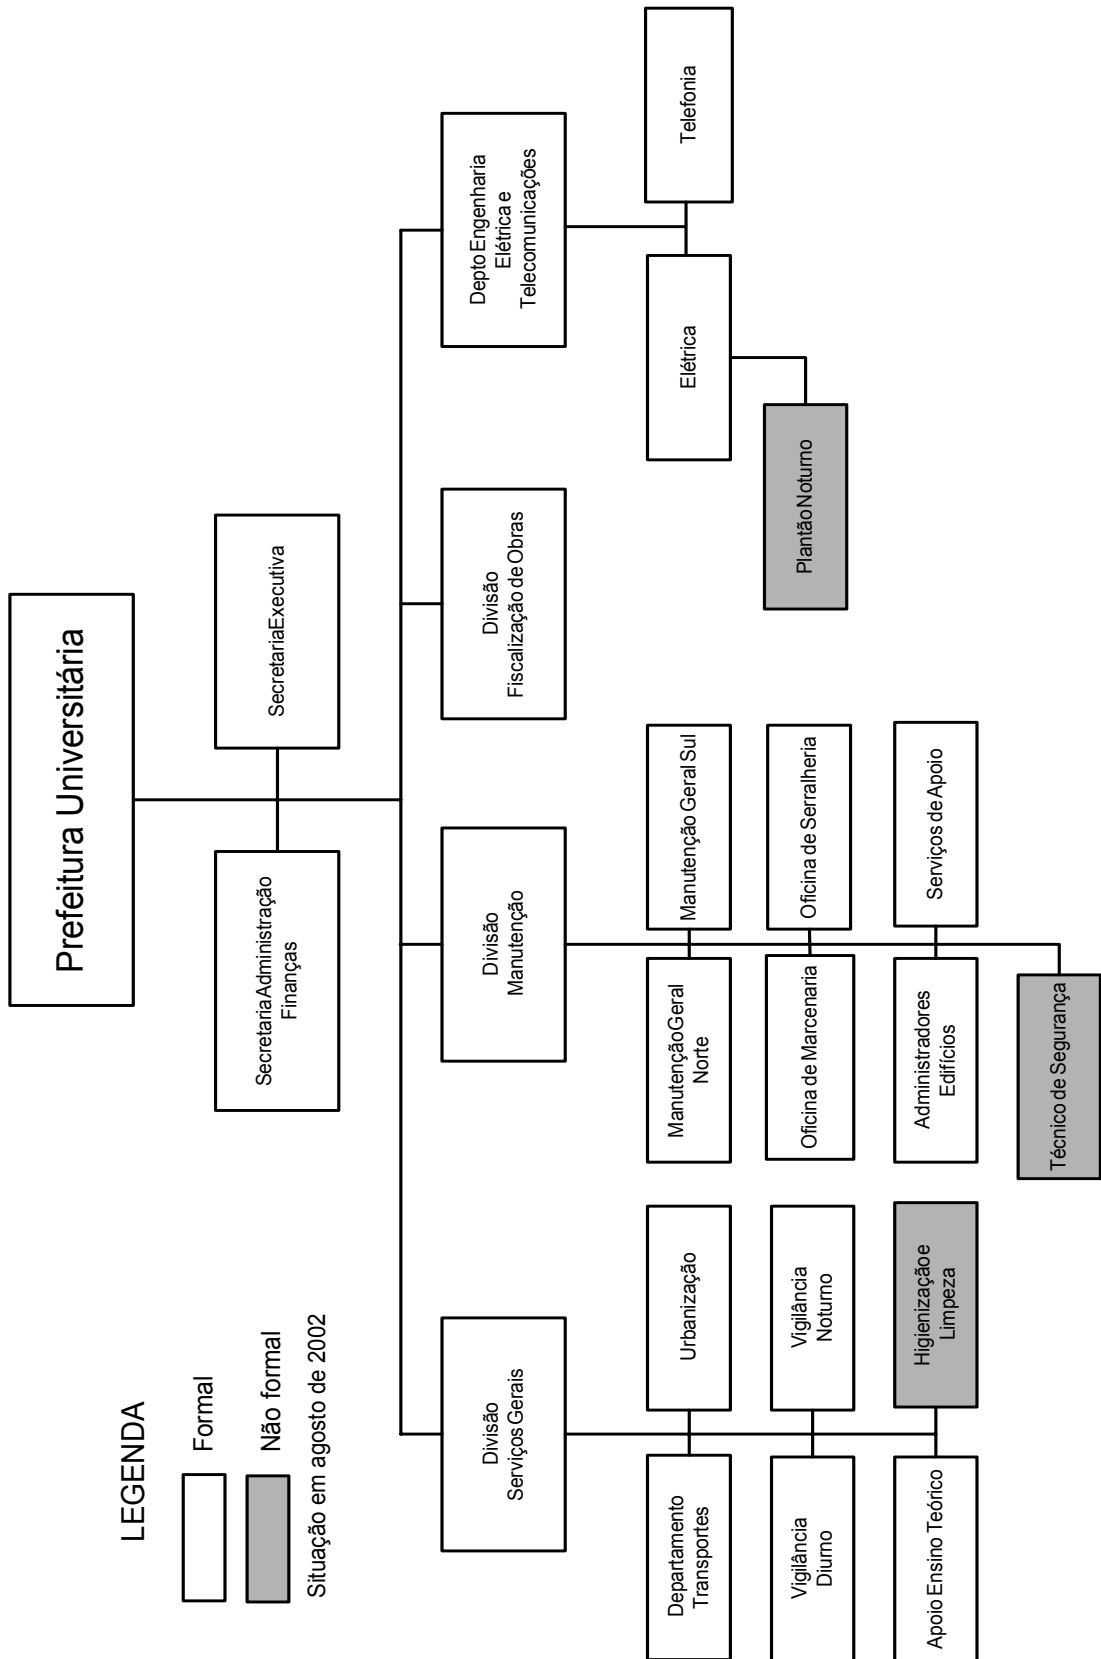 Prefeitura Universitária
Secretaria Administração
Finanças
Secretaria Executiva
LEGENDA
Formal
Não formal
Situação em agosto de 2002
Divisão
Serviços Gerais
Divisão
Manutenção
Divisão
Fiscalização de Obras
Depto Engenharia
Elétrica e
Telecomunicações
Departamento
Transportes
Urbanização
Manutenção Geral
Norte
Manutenção Geral Sul
Elétrica
Telefonia
Vigilância
Diurno
Vigilância
Noturno
Oficina de Marcenaria
Oficina de Serralheria
Plantão Noturno
Apoio Ensino Teórico
Higienização e
Limpeza
Administradores
Edifícios
Serviços de Apoio
Técnico de Segurança